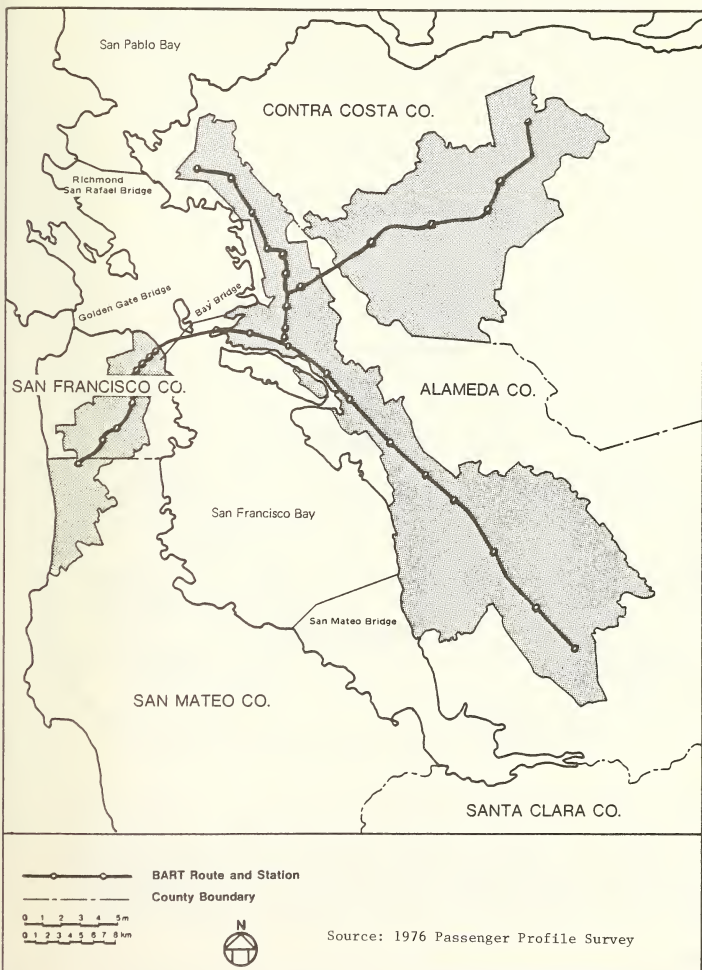 San Pablo Bay
CONTRA COSTA CO.
Richmond
San Rafael Bridge
Golden Gate Bridge
Bay Bridge
SAN FRANCISCO CO.
ALAMEDA CO.
San Francisco Bay
San Mateo Bridge
SAN MATEO CO.
SANTA CLARA CO.
BART Route and Station
County Boundary
0 1 2 3 4 5 m
0 1 2 3 4 5 6 7 8 km
N
Source: 1976 Passenger Profile Survey